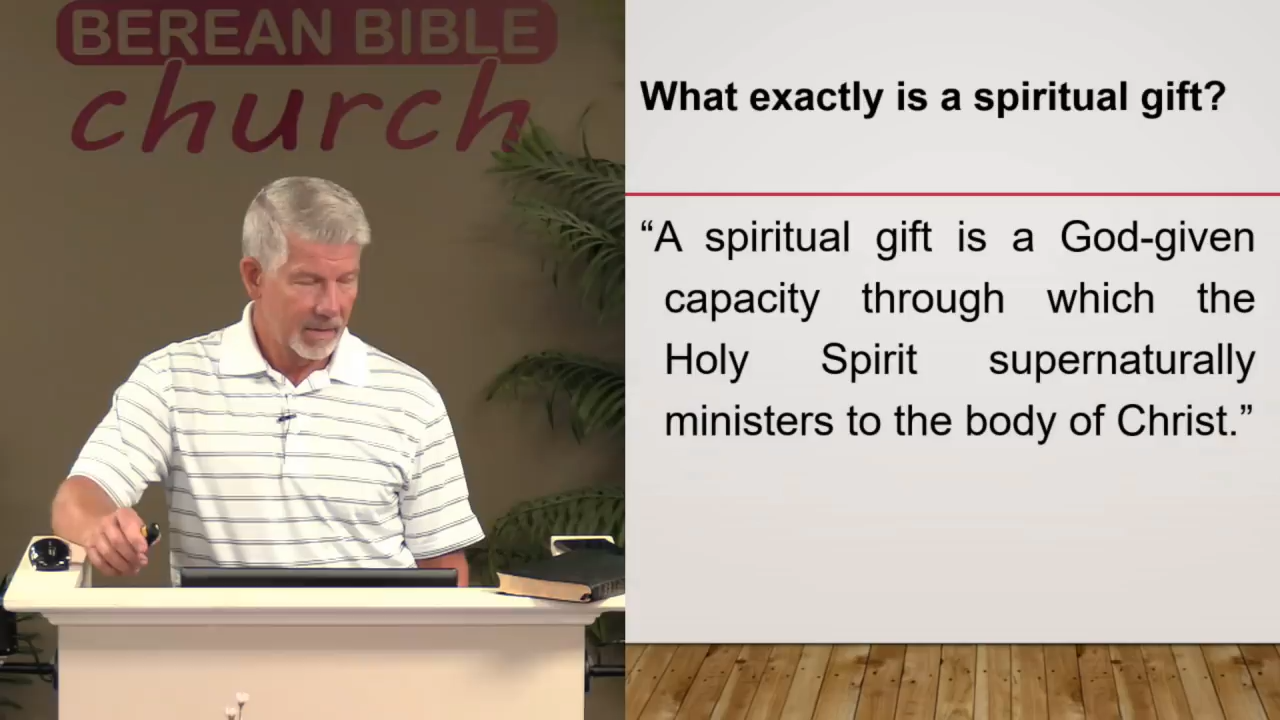 BEREAN BIBLE
church
What exactly is a spiritual gift?
“A spiritual gift is a God-given
capacity through which the
Holy Spirit supernaturally
ministers to the body of Christ.”